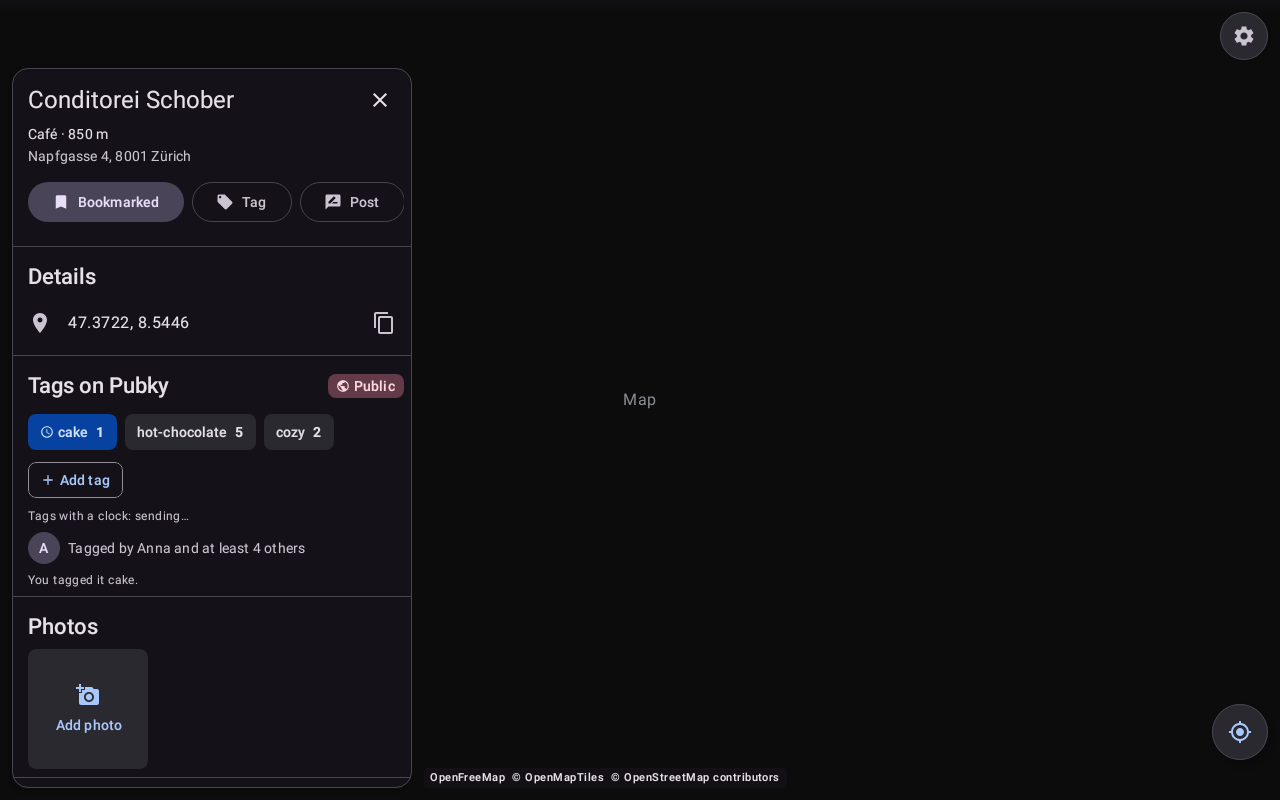 Conditorei Schober
Café · 850 m
Napfgasse 4, 8001 Zürich
Bookmarked
Tag
Post
Details
47.3722, 8.5446
Tags on Pubky
Public
cake 1
hot-chocolate 5
cozy 2
Add tag
Tags with a clock: sending…
A
Tagged by Anna and at least 4 others
You tagged it cake.
Photos
Add photo
Map
OpenFreeMap © OpenMapTiles © OpenStreetMap contributors